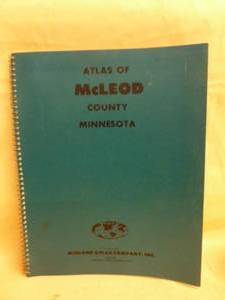 ATLAS OF
McLEOD
COUNTY
MINNESOTA
MIDLAND ATLAS COMPANY, INC.